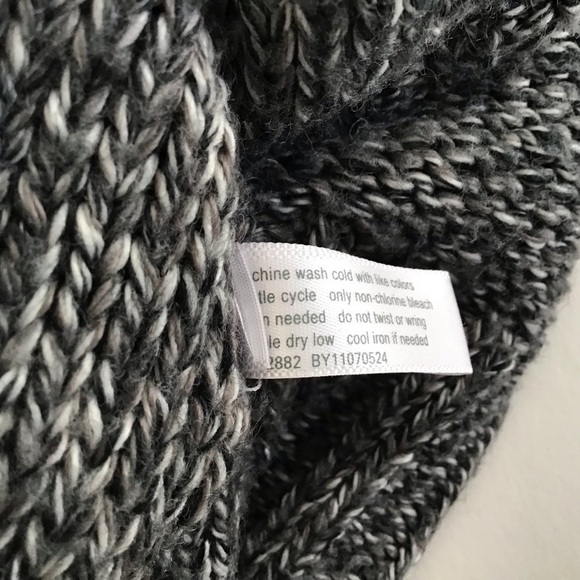 chine wash cold with like colors
tle cycle only non-chlorine bleach
n needed do not twist or wring
le dry low cool iron if needed
2882 BY11070524